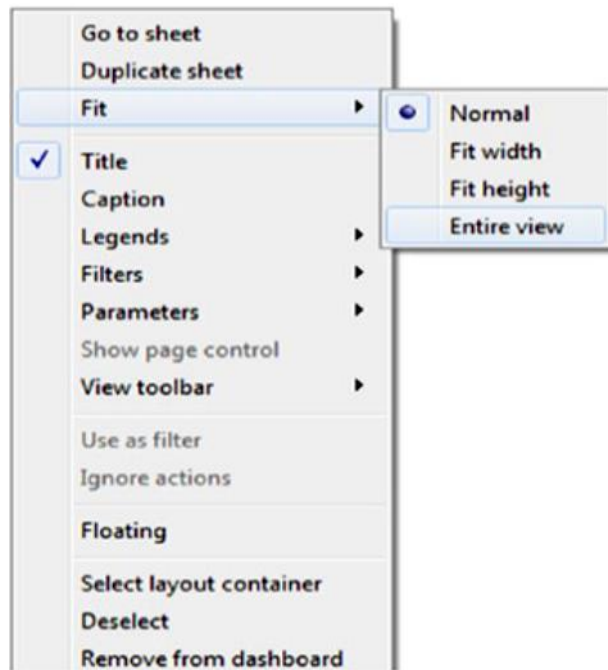 Go to sheet
Duplicate sheet
Fit
Normal
Fit width
Fit height
Entire view
Title
Caption
Legends
Filters
Parameters
Show page control
View toolbar
Use as filter
Ignore actions
Floating
Select layout container
Deselect
Remove from dashboard